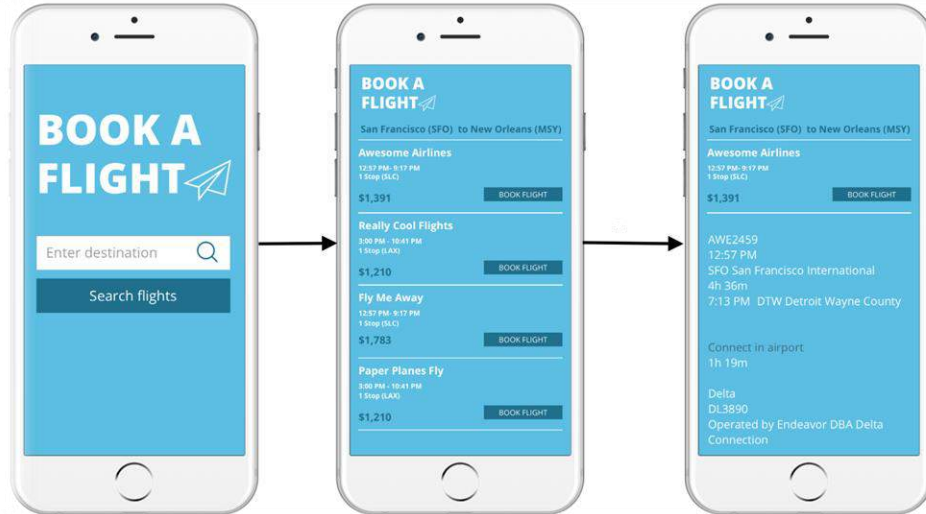 BOOK A
FLIGHT
Enter destination
Search flights
BOOK A
FLIGHT
San Francisco (SFO) to New Orleans (MSY)
Awesome Airlines
12:57 PM- 9:17 PM
1 Stop (SLC)
$1,391 BOOK FLIGHT
Really Cool Flights
3:00 PM - 10:41 PM
1 Stop (LAX)
$1,210 BOOK FLIGHT
Fly Me Away
12:57 PM- 9:17 PM
1 Stop (SLC)
$1,783 BOOK FLIGHT
Paper Planes Fly
3:00 PM - 10:41 PM
1 Stop (LAX)
$1,210 BOOK FLIGHT
BOOK A
FLIGHT
San Francisco (SFO) to New Orleans (MSY)
Awesome Airlines
12:57 PM- 9:17 PM
1 Stop (SLC)
$1,391 BOOK FLIGHT
AWE2459
12:57 PM
SFO San Francisco International
4h 36m
7:13 PM DTW Detroit Wayne County
Connect in airport
1h 19m
Delta
DL3890
Operated by Endeavor DBA Delta
Connection